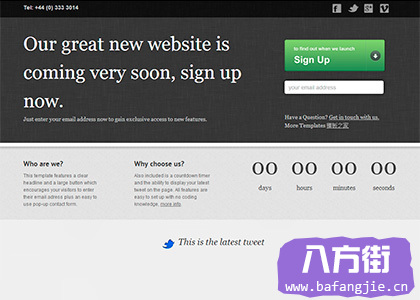 Tel: +44 (0) 333 3014
Our great new website is
coming very soon, sign up
now.
Just enter your email address now to gain exclusive access to new features.
to find out when we launch
Sign Up
your email address
Have a Question? Get in touch with us.
More Templates 模板之家
Who are we?
This template features a clear
headline and a large button which
encourages your visitors to enter
their email adress plus an easy to
use pop-up contact form.
Why choose us?
Also included is a countdown timer
and the ability to display your latest
tweet on the page. All features are
easy to set up with no coding
knowledge, more info.
00 00 00 00
days hours minutes seconds
This is the latest tweet
八方街
www.bafangjie.cn